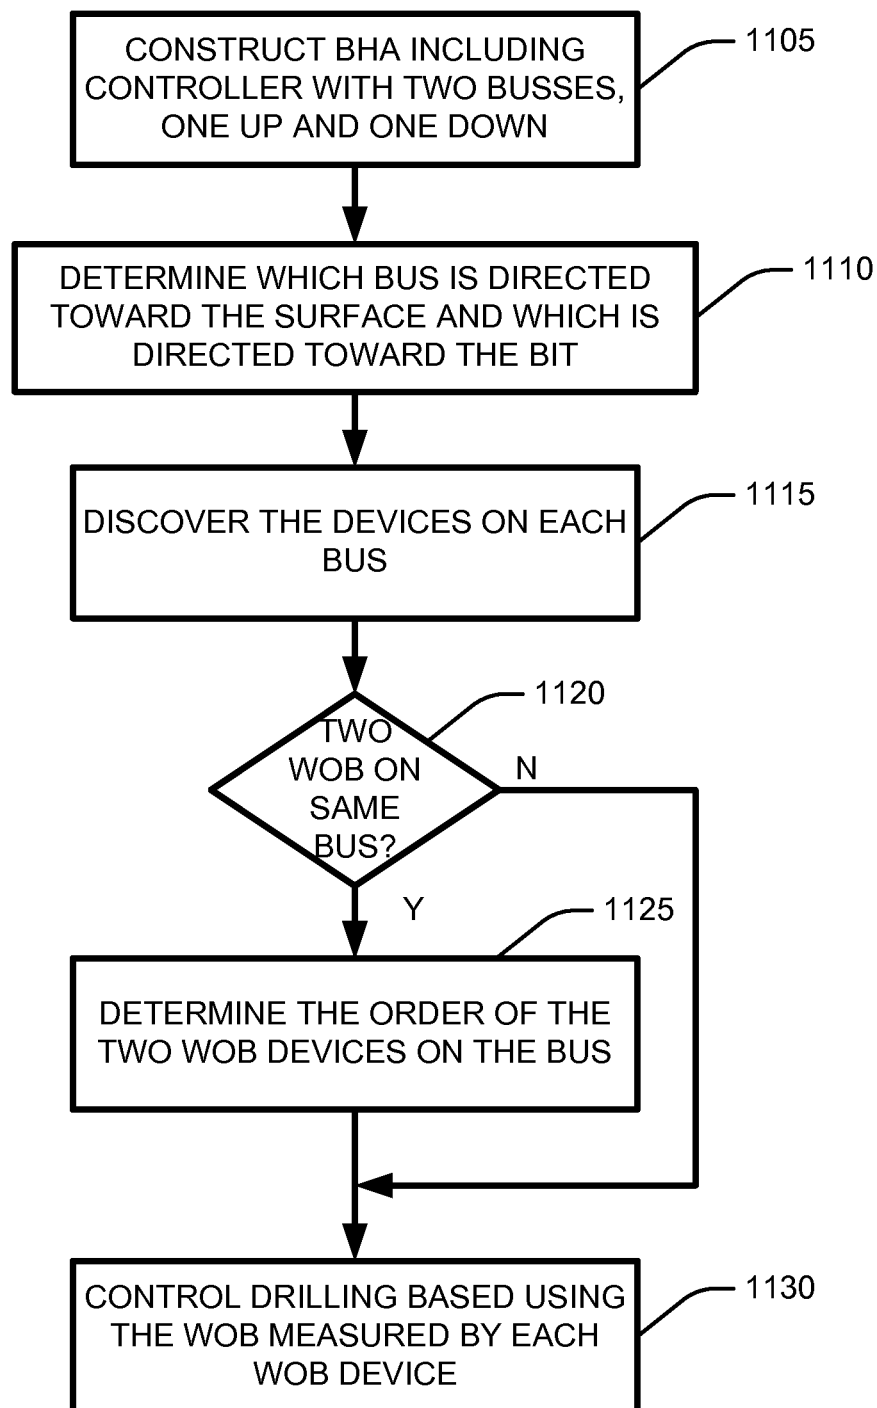 CONSTRUCT BHA INCLUDING
CONTROLLER WITH TWO BUSSES,
ONE UP AND ONE DOWN
1105
DETERMINE WHICH BUS IS DIRECTED
TOWARD THE SURFACE AND WHICH IS
DIRECTED TOWARD THE BIT
1110
DISCOVER THE DEVICES ON EACH
BUS
1115
TWO
WOB ON
SAME
BUS?
1120
N
Y
1125
DETERMINE THE ORDER OF THE
TWO WOB DEVICES ON THE BUS
CONTROL DRILLING BASED USING
THE WOB MEASURED BY EACH
WOB DEVICE
1130